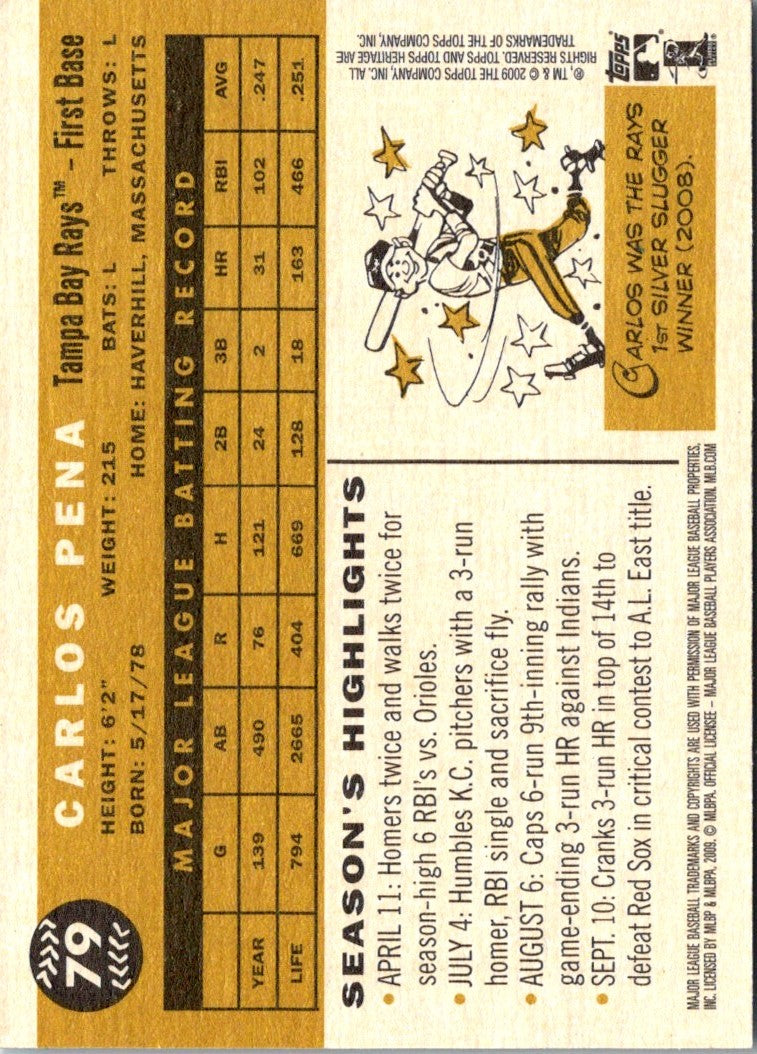 79
CARLOS PENA Tampa Bay Rays™ – First Base
HEIGHT: 6'2" WEIGHT: 215 BATS: L THROWS: L
BORN: 5/17/78 HOME: HAVERHILL, MASSACHUSETTS
MAJOR LEAGUE BATTING RECORD
G AB R H 2B 3B HR RBI AVG
YEAR 139 490 76 121 24 2 31 102 .247
LIFE 794 2665 404 669 128 18 163 466 .251
SEASON'S HIGHLIGHTS
• APRIL 11: Homers twice and walks twice for
season-high 6 RBI's vs. Orioles.
• JULY 4: Humbles K.C. pitchers with a 3-run
homer, RBI single and sacrifice fly.
• AUGUST 6: Caps 6-run 9th-inning rally with
game-ending 3-run HR against Indians.
• SEPT. 10: Cranks 3-run HR in top of 14th to
defeat Red Sox in critical contest to A.L. East title.
CARLOS WAS THE RAYS
1ST SILVER SLUGGER
WINNER (2008).
®, TM & © 2009 THE TOPPS COMPANY, INC. ALL
RIGHTS RESERVED. TOPPS AND TOPPS HERITAGE ARE
TRADEMARKS OF THE TOPPS COMPANY, INC.
TOPPS
MAJOR LEAGUE BASEBALL TRADEMARKS AND COPYRIGHTS ARE USED WITH PERMISSION OF MAJOR LEAGUE BASEBALL PROPERTIES,
INC. LICENSED BY MLBP & MLBPA, 2009. © MLBPA. OFFICIAL LICENSEE – MAJOR LEAGUE BASEBALL PLAYERS ASSOCIATION. MLB.COM